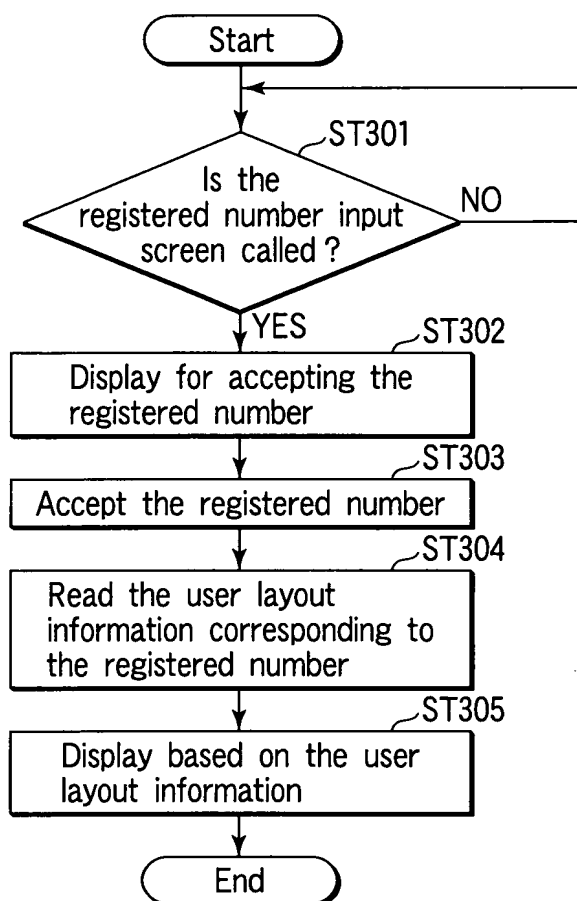 Start
ST301
Is the
registered number input
screen called?
NO
YES
ST302
Display for accepting the
registered number
ST303
Accept the registered number
ST304
Read the user layout
information corresponding to
the registered number
ST305
Display based on the user
layout information
End